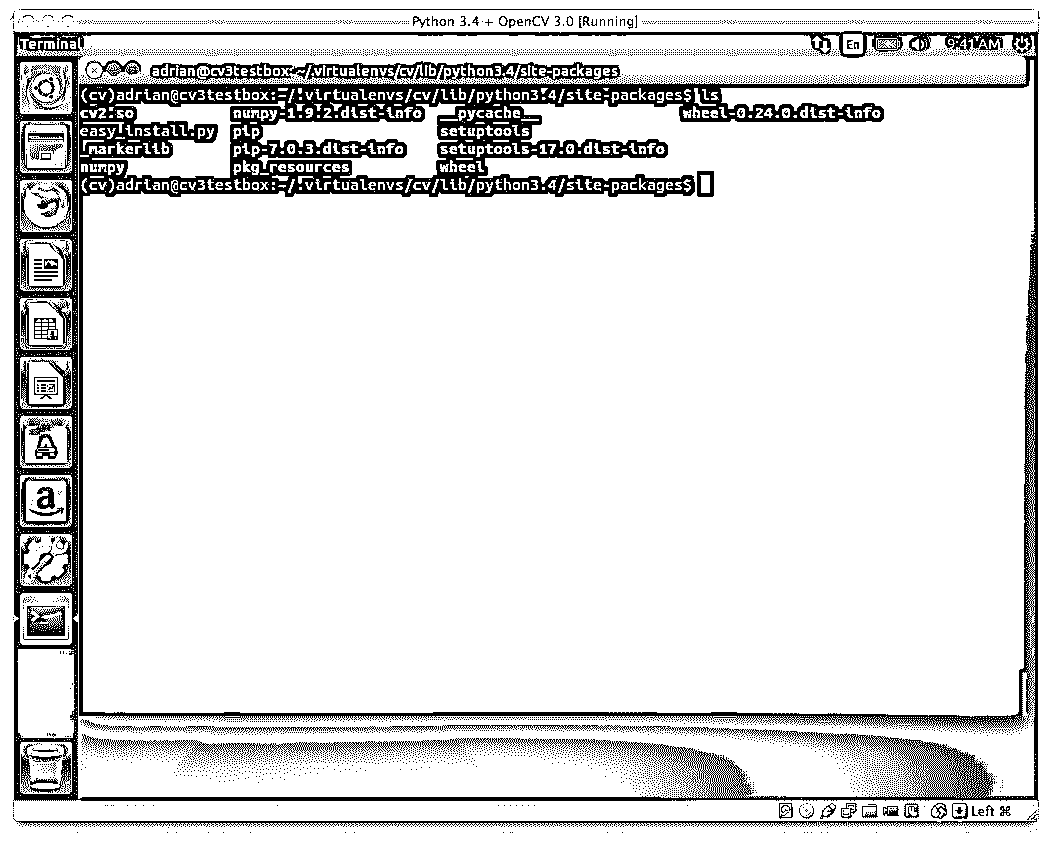 Python 3.4 + OpenCV 3.0 [Running]
Terminal En 9:41 AM
adrian@cv3testbox: ~/.virtualenvs/cv/lib/python3.4/site-packages
(cv)adrian@cv3testbox:~/.virtualenvs/cv/lib/python3.4/site-packages$ ls
cv2.so numpy-1.9.2.dist-info __pycache__ wheel-0.24.0.dist-info
easy_install.py pip setuptools
_markerlib pip-7.0.3.dist-info setuptools-17.0.dist-info
numpy pkg_resources wheel
(cv)adrian@cv3testbox:~/.virtualenvs/cv/lib/python3.4/site-packages$
a
Left ⌘